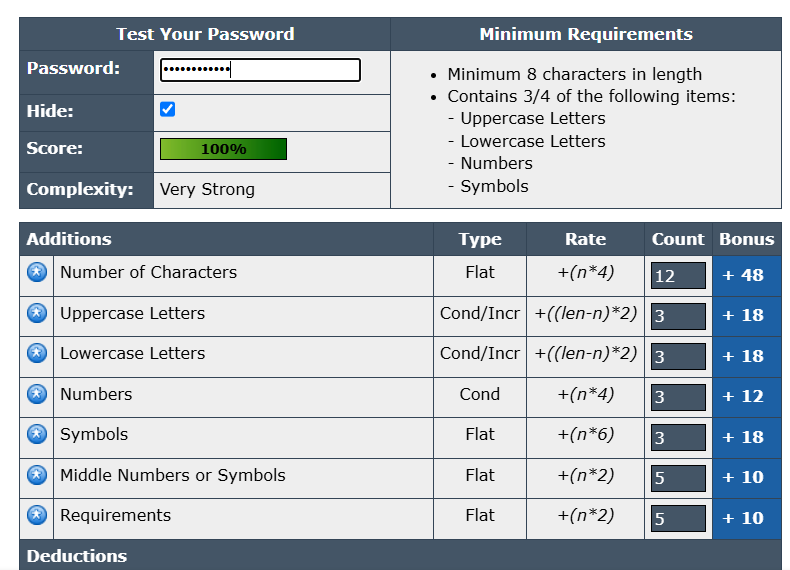 Test Your Password Minimum Requirements
Password: ••••••••••••
Hide:
Score: 100%
Complexity: Very Strong
• Minimum 8 characters in length
• Contains 3/4 of the following items:
- Uppercase Letters
- Lowercase Letters
- Numbers
- Symbols
Additions Type Rate Count Bonus
Number of Characters Flat +(n*4) 12 + 48
Uppercase Letters Cond/Incr +((len-n)*2) 3 + 18
Lowercase Letters Cond/Incr +((len-n)*2) 3 + 18
Numbers Cond +(n*4) 3 + 12
Symbols Flat +(n*6) 3 + 18
Middle Numbers or Symbols Flat +(n*2) 5 + 10
Requirements Flat +(n*2) 5 + 10
Deductions